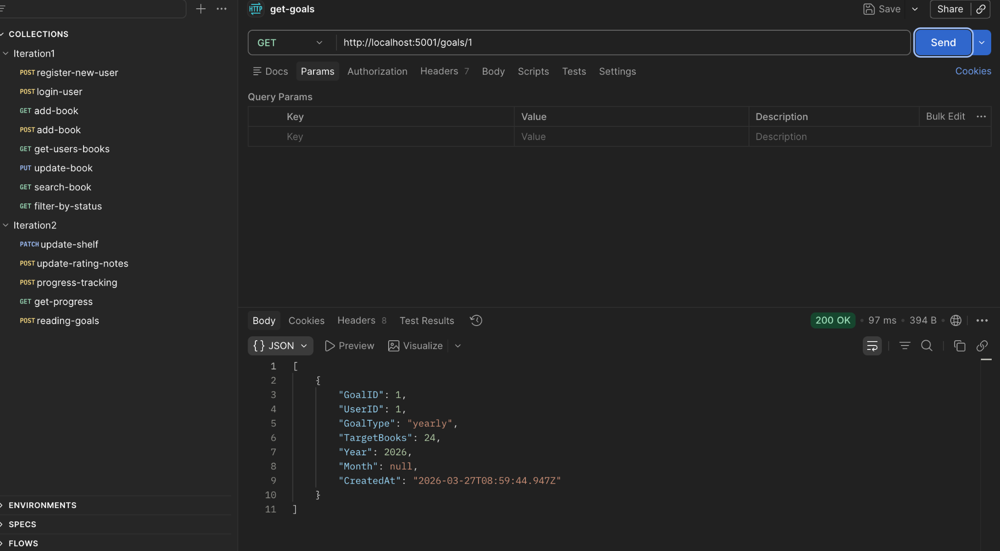 COLLECTIONS
Iteration1
POST register-new-user
POST login-user
GET add-book
POST add-book
GET get-users-books
PUT update-book
GET search-book
GET filter-by-status
Iteration2
PATCH update-shelf
POST update-rating-notes
POST progress-tracking
GET get-progress
POST reading-goals
ENVIRONMENTS
SPECS
FLOWS
HTTP get-goals
Save
Share
GET http://localhost:5001/goals/1
Send
Docs Params Authorization Headers 7 Body Scripts Tests Settings
Cookies
Query Params
Key Value Description Bulk Edit
Key Value Description
Body Cookies Headers 8 Test Results
200 OK • 97 ms • 394 B •
{} JSON Preview Visualize
1 [
2 {
3 "GoalID": 1,
4 "UserID": 1,
5 "GoalType": "yearly",
6 "TargetBooks": 24,
7 "Year": 2026,
8 "Month": null,
9 "CreatedAt": "2026-03-27T08:59:44.947Z"
10 }
11 ]